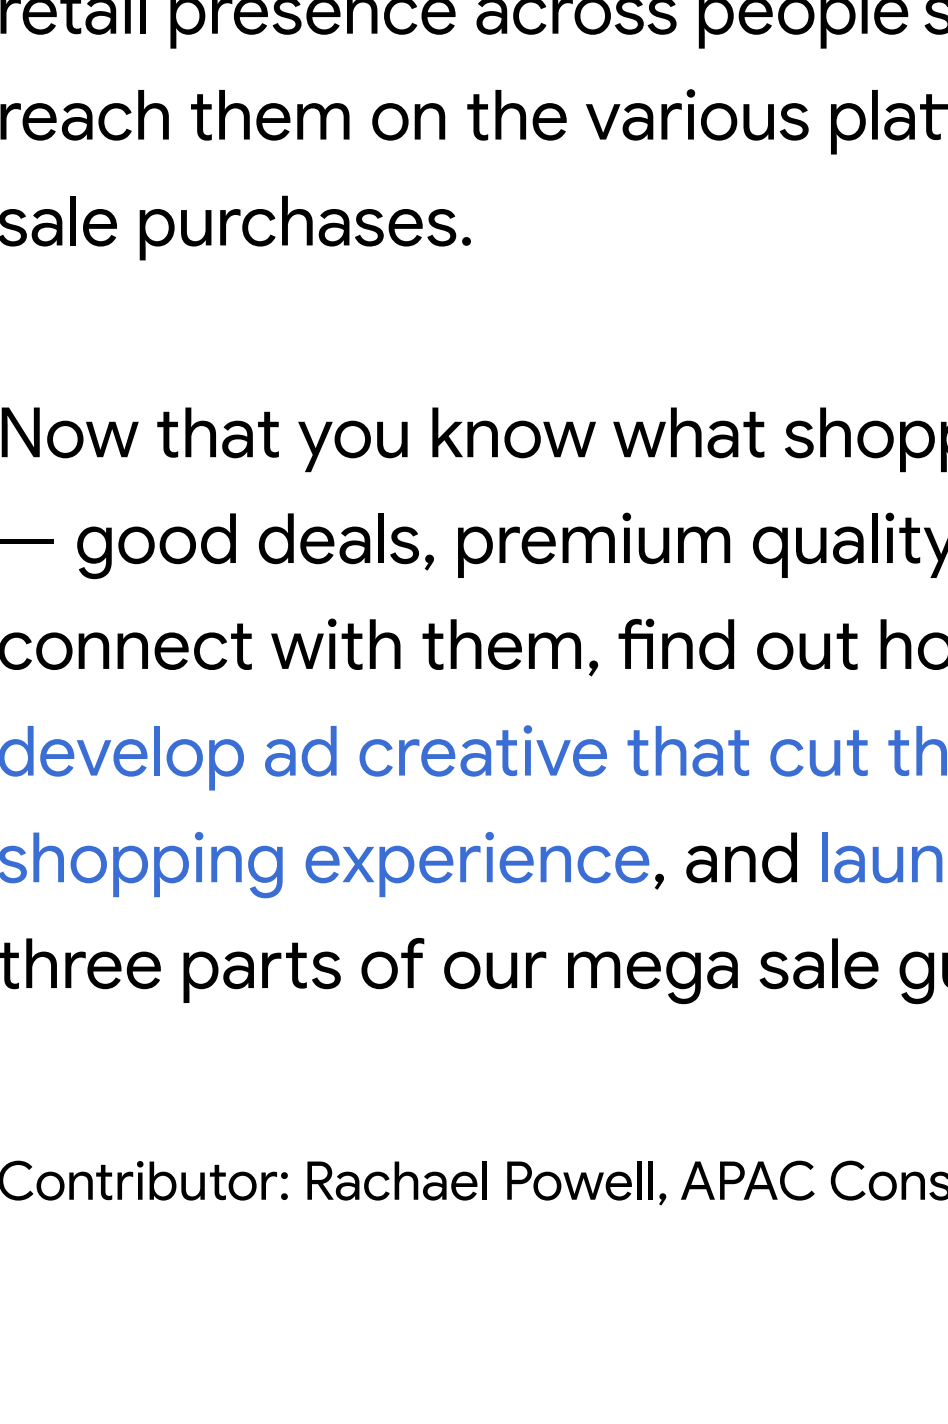 retail presence across people's
reach them on the various plat
sale purchases.
Now that you know what shopp
— good deals, premium quality
connect with them, find out ho
develop ad creative that cut th
shopping experience, and laun
three parts of our mega sale gu
Contributor: Rachael Powell, APAC Cons